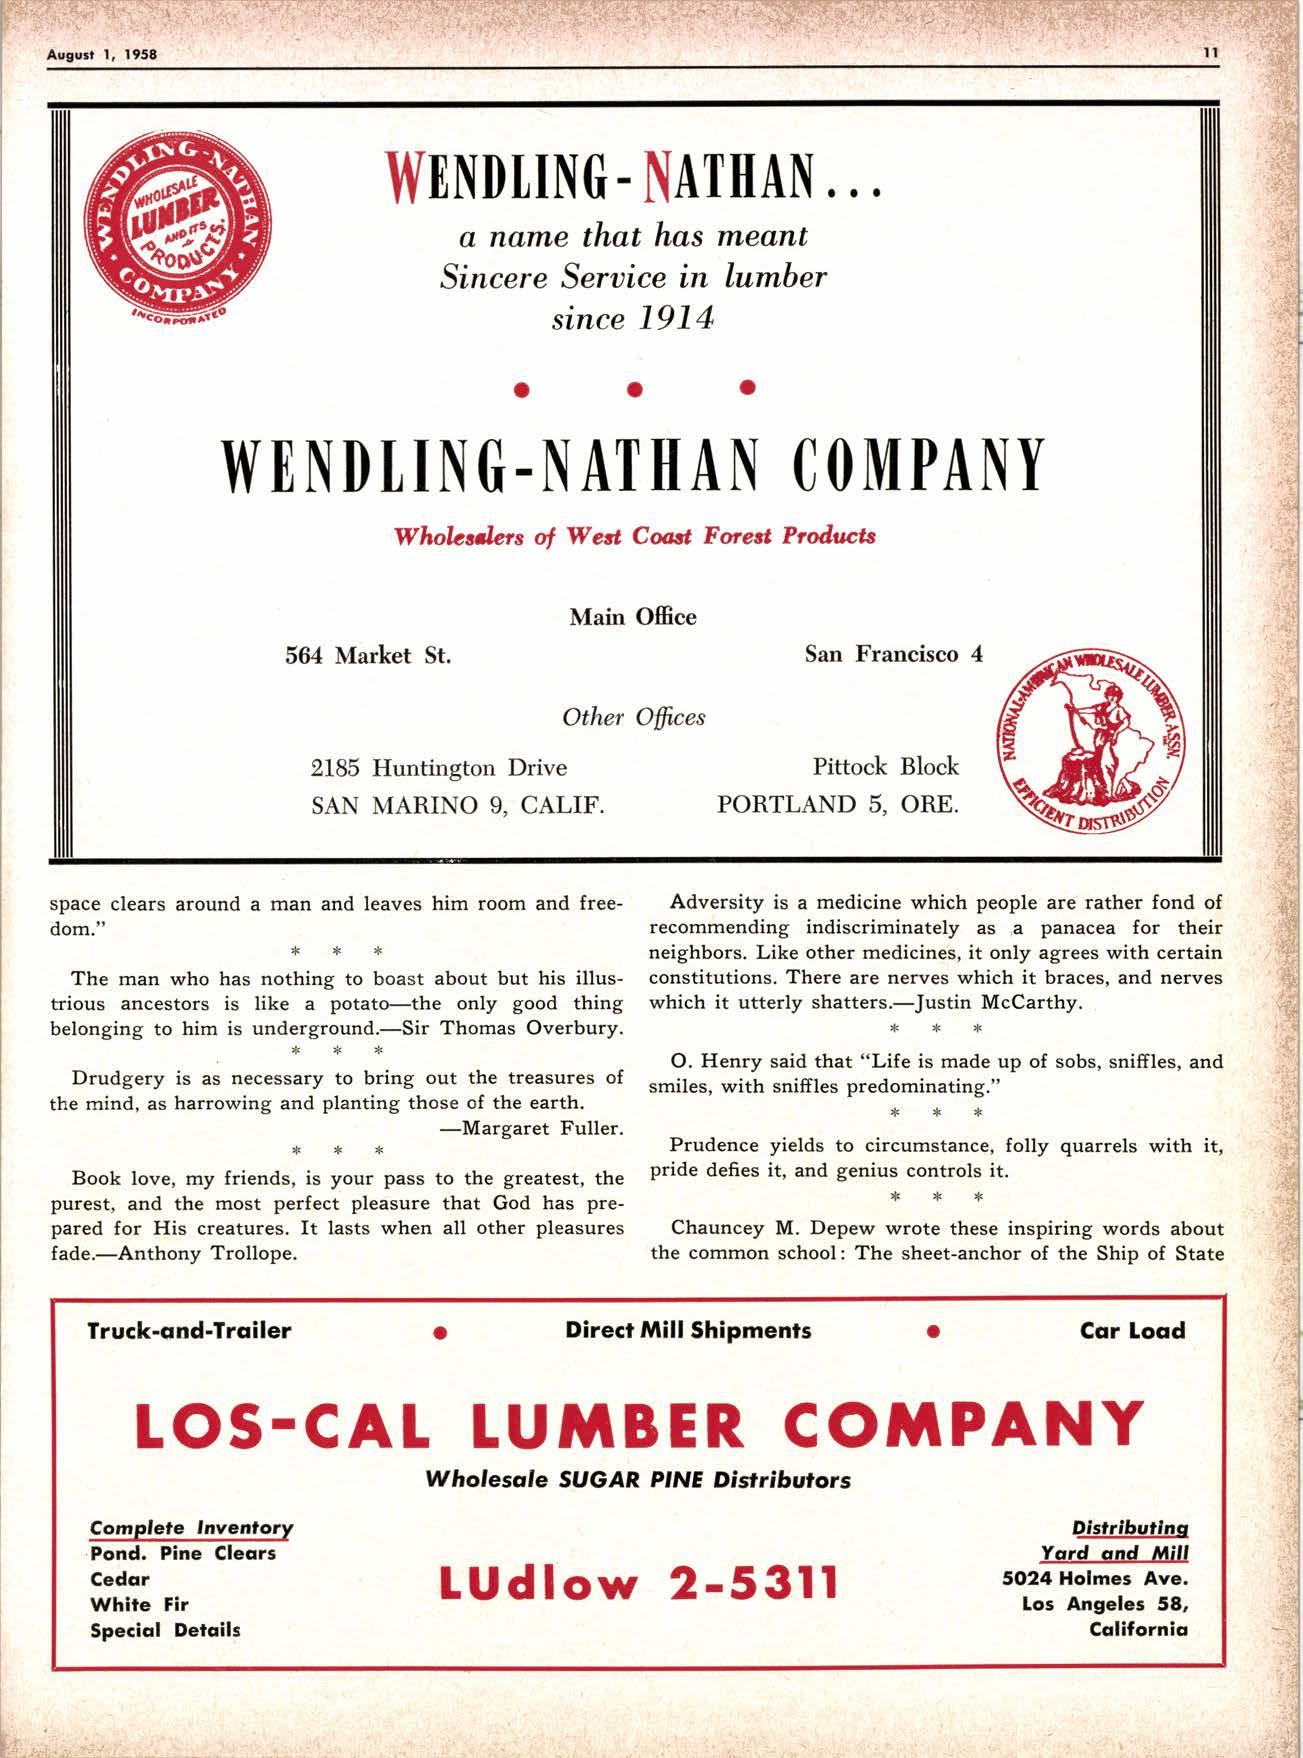 August 1, 1958
11
WENDLING-NATHAN COMPANY
WHOLESALE
LUMBER
AND ITS
PRODUCTS.
INCORPORATED
WENDLING-NATHAN...
a name that has meant
Sincere Service in lumber
since 1914
WENDLING-NATHAN COMPANY
Wholesalers of West Coast Forest Products
Main Office
564 Market St.
San Francisco 4
Other Offices
2185 Huntington Drive
SAN MARINO 9, CALIF.
Pittock Block
PORTLAND 5, ORE.
NATIONAL-AMERICAN WHOLESALE LUMBER ASSN.
EFFICIENT DISTRIBUTION
space clears around a man and leaves him room and free-
dom.”
* * *
The man who has nothing to boast about but his illus-
trious ancestors is like a potato—the only good thing
belonging to him is underground.—Sir Thomas Overbury.
* * *
Drudgery is as necessary to bring out the treasures of
the mind, as harrowing and planting those of the earth.
—Margaret Fuller.
* * *
Book love, my friends, is your pass to the greatest, the
purest, and the most perfect pleasure that God has pre-
pared for His creatures. It lasts when all other pleasures
fade.—Anthony Trollope.
Adversity is a medicine which people are rather fond of
recommending indiscriminately as a panacea for their
neighbors. Like other medicines, it only agrees with certain
constitutions. There are nerves which it braces, and nerves
which it utterly shatters.—Justin McCarthy.
* * *
O. Henry said that “Life is made up of sobs, sniffles, and
smiles, with sniffles predominating.”
* * *
Prudence yields to circumstance, folly quarrels with it,
pride defies it, and genius controls it.
* * *
Chauncey M. Depew wrote these inspiring words about
the common school: The sheet-anchor of the Ship of State
Truck-and-Trailer • Direct Mill Shipments • Car Load
LOS-CAL LUMBER COMPANY
Wholesale SUGAR PINE Distributors
Complete Inventory
Pond. Pine Clears
Cedar
White Fir
Special Details
LUdlow 2-5311
Distributing
Yard and Mill
5024 Holmes Ave.
Los Angeles 58,
California